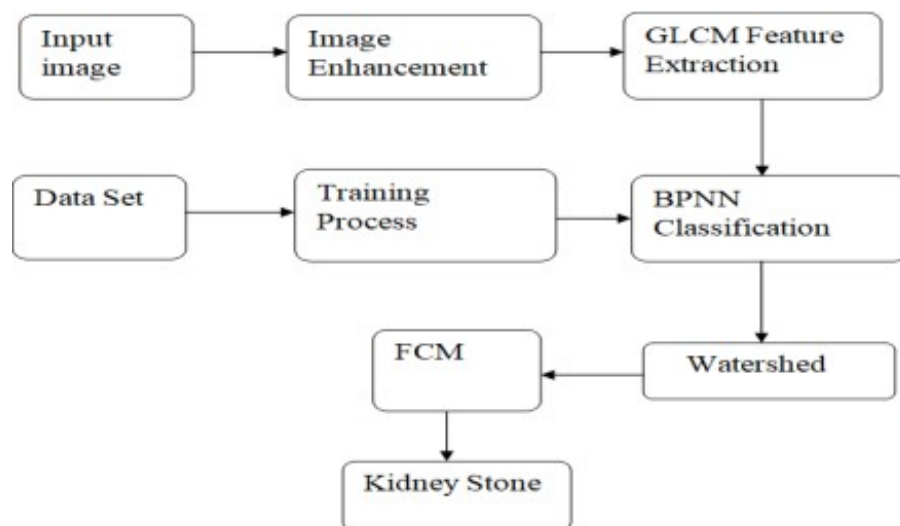 Input
image
Image
Enhancement
GLCM Feature
Extraction
Data Set
Training
Process
BPNN
Classification
FCM
Watershed
Kidney Stone